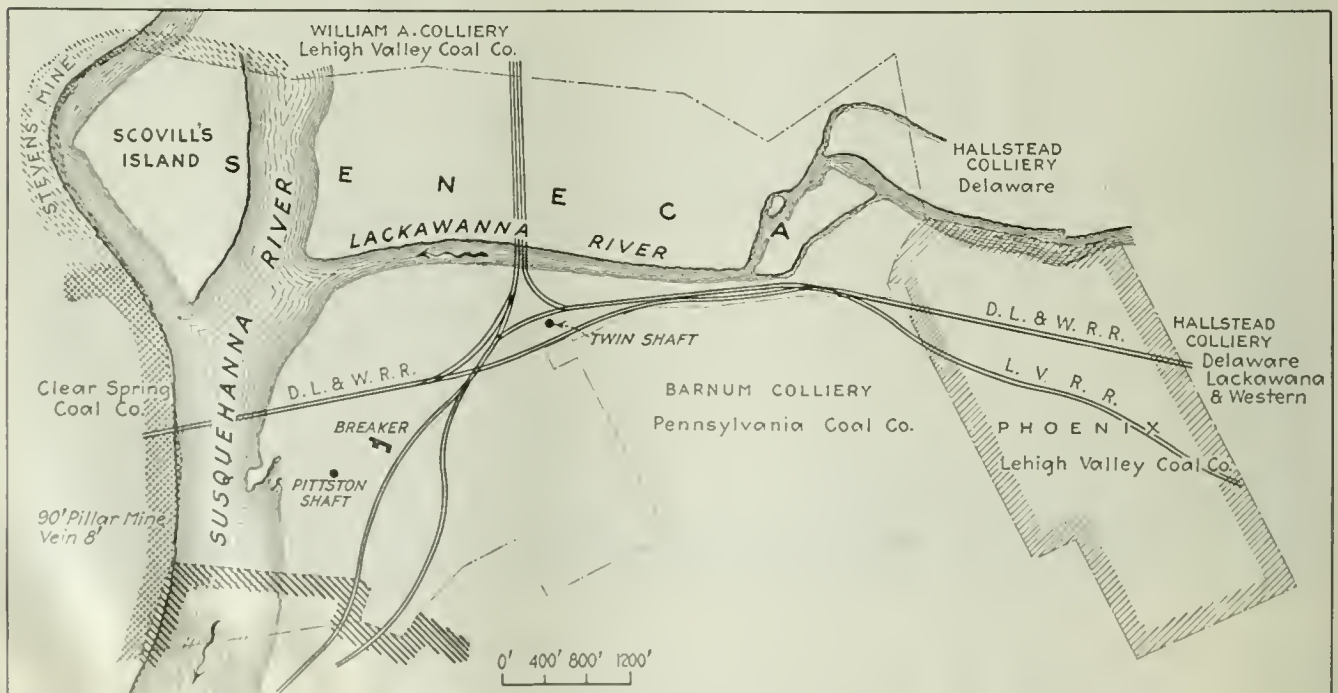 WILLIAM A. COLLIERY
Lehigh Valley Coal Co.
STEVENS MINE
SCOVILL'S
ISLAND
SENECA
RIVER
LACKAWANNA RIVER
HALLSTEAD
COLLIERY
Delaware
TWIN SHAFT
D. L. & W. R. R.
HALLSTEAD
COLLIERY
Delaware
Lackawana
& Western
D. L. & W. R. R.
L. V. R. R.
Clear Spring
Coal Co.
BARNUM COLLIERY
Pennsylvania Coal Co.
BREAKER
PHOENIX
Lehigh Valley Coal Co.
SUSQUEHANNA
PITTSTON
SHAFT
90' Pillar Mine
Vein 8'
0' 400' 800' 1200'